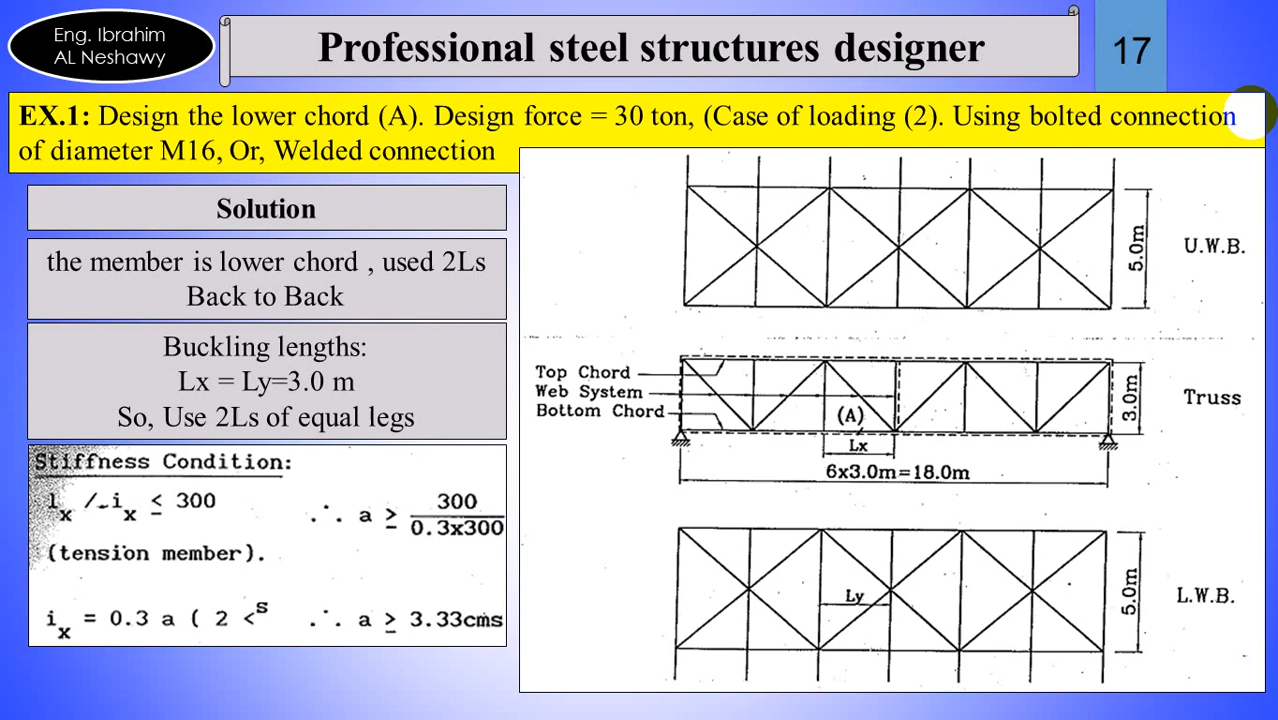 Eng. Ibrahim
AL Neshawy
Professional steel structures designer
17
EX.1: Design the lower chord (A). Design force = 30 ton, (Case of loading (2). Using bolted connection
of diameter M16, Or, Welded connection
Solution
the member is lower chord , used 2Ls
Back to Back
Buckling lengths:
Lx = Ly=3.0 m
So, Use 2Ls of equal legs
Stiffness Condition:
l_x / i_x ≤ 300 ∴ a ≥ 300 / 0.3x300
(tension member).
i_x = 0.3 a ( 2 <s ∴ a ≥ 3.33cms
5.0m
U.W.B.
Top Chord
Web System
Bottom Chord
(A)
Lx
6x3.0m=18.0m
3.0m
Truss
Ly
5.0m
L.W.B.